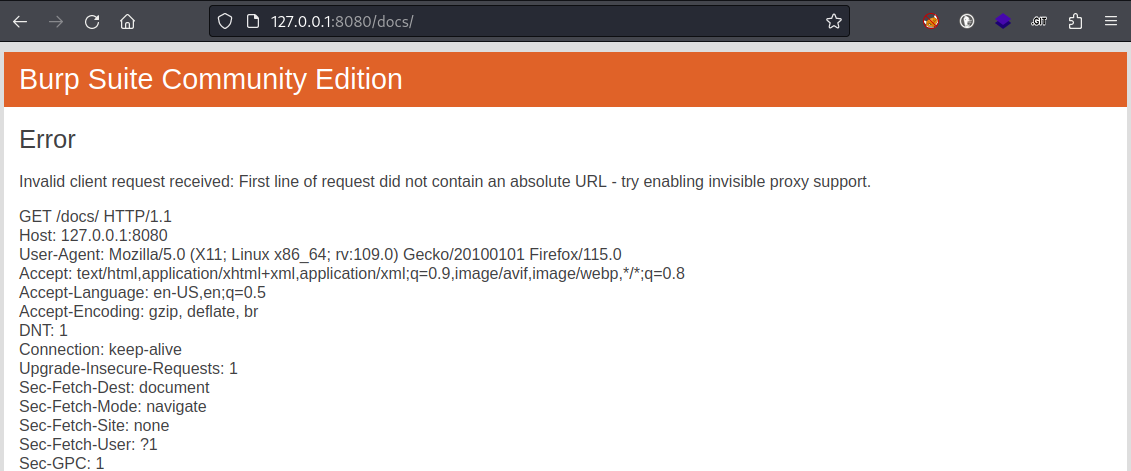 127.0.0.1:8080/docs/
.GIT
Burp Suite Community Edition
Error
Invalid client request received: First line of request did not contain an absolute URL - try enabling invisible proxy support.
GET /docs/ HTTP/1.1
Host: 127.0.0.1:8080
User-Agent: Mozilla/5.0 (X11; Linux x86_64; rv:109.0) Gecko/20100101 Firefox/115.0
Accept: text/html,application/xhtml+xml,application/xml;q=0.9,image/avif,image/webp,*/*;q=0.8
Accept-Language: en-US,en;q=0.5
Accept-Encoding: gzip, deflate, br
DNT: 1
Connection: keep-alive
Upgrade-Insecure-Requests: 1
Sec-Fetch-Dest: document
Sec-Fetch-Mode: navigate
Sec-Fetch-Site: none
Sec-Fetch-User: ?1
Sec-GPC: 1